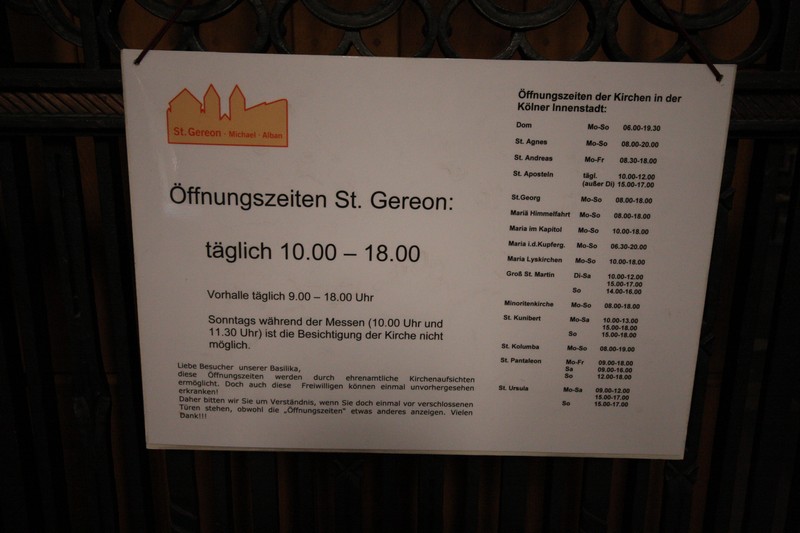 St. Gereon · Michael · Alban
Öffnungszeiten St. Gereon:
täglich 10.00 – 18.00
Vorhalle täglich 9.00 – 18.00 Uhr
Sonntags während der Messen (10.00 Uhr und
11.30 Uhr) ist die Besichtigung der Kirche nicht
möglich.
Liebe Besucher unserer Basilika,
diese Öffnungszeiten werden durch ehrenamtliche Kirchenaufsichten
ermöglicht. Doch auch diese Freiwilligen können einmal unvorhergesehen
erkranken!
Daher bitten wir Sie um Verständnis, wenn Sie doch einmal vor verschlossenen
Türen stehen, obwohl die „Öffnungszeiten" etwas anderes anzeigen. Vielen
Dank!!!
Öffnungszeiten der Kirchen in der
Kölner Innenstadt:
Dom Mo-So 06.00-19.30
St. Agnes Mo-So 08.00-20.00
St. Andreas Mo-Fr 08.30-18.00
St. Aposteln tägl. 10.00-12.00
(außer Di) 15.00-17.00
St.Georg Mo-So 08.00-18.00
Mariä Himmelfahrt Mo-So 08.00-18.00
Maria im Kapitol Mo-So 10.00-18.00
Maria i.d.Kupferg. Mo-So 06.30-20.00
Maria Lyskirchen Mo-So 10.00-18.00
Groß St. Martin Di-Sa 10.00-12.00
15.00-17.00
So 14.00-16.00
Minoritenkirche Mo-So 08.00-18.00
St. Kunibert Mo-Sa 10.00-13.00
15.00-18.00
So 15.00-18.00
St. Kolumba Mo-So 08.00-19.00
St. Pantaleon Mo-Fr 09.00-18.00
Sa 09.00-16.00
So 12.00-18.00
St. Ursula Mo-Sa 09.00-12.00
15.00-17.00
So 15.00-17.00